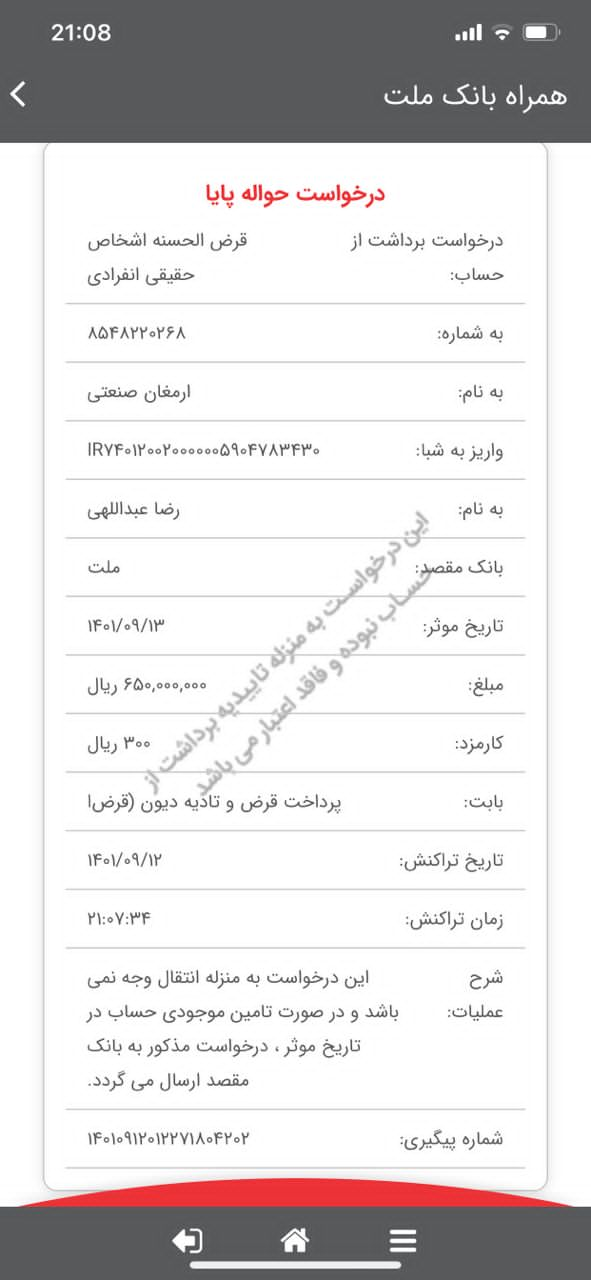 21:08
همراه بانک ملت
درخواست حواله پایا
درخواست برداشت از حساب: قرض الحسنه اشخاص حقیقی انفرادی
به شماره: ۸۵۴۸۲۲۰۲۶۸
به نام: ارمغان صنعتی
واریز به شبا: IR۷۴۰۱۲۰۰۲۰۰۰۰۰۰۵۹۰۴۷۸۳۴۳۰
به نام: رضا عبداللهی
بانک مقصد: ملت
تاریخ موثر: ۱۴۰۱/۰۹/۱۳
مبلغ: ۶۵۰,۰۰۰,۰۰۰ ریال
کارمزد: ۳۰۰ ریال
بابت: پرداخت قرض و تادیه دیون (قرض‌ا
تاریخ تراکنش: ۱۴۰۱/۰۹/۱۲
زمان تراکنش: ۲۱:۰۷:۳۴
شرح عملیات: این درخواست به منزله انتقال وجه نمی
باشد و در صورت تامین موجودی حساب در
تاریخ موثر ، درخواست مذکور به بانک
مقصد ارسال می گردد.
شماره پیگیری: ۱۴۰۱۰۹۱۲۰۱۲۲۷۱۸۰۴۲۰۲
این درخواست به منزله تاییدیه برداشت از
حساب نبوده و فاقد اعتبار می باشد